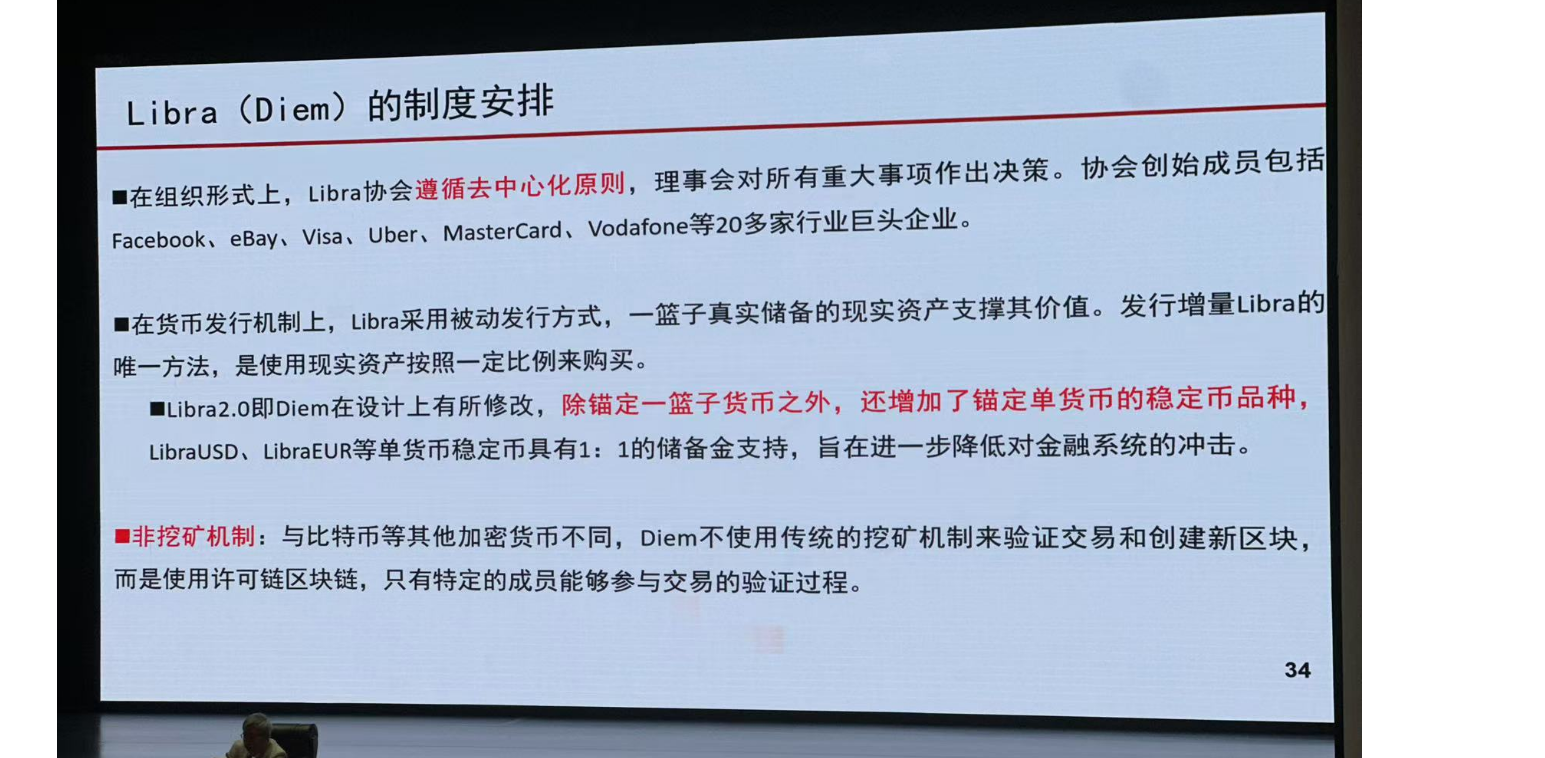 Libra（Diem）的制度安排
■在组织形式上，Libra协会遵循去中心化原则，理事会对所有重大事项作出决策。协会创始成员包括
Facebook、eBay、Visa、Uber、MasterCard、Vodafone等20多家行业巨头企业。
■在货币发行机制上，Libra采用被动发行方式，一篮子真实储备的现实资产支撑其价值。发行增量Libra的
唯一方法，是使用现实资产按照一定比例来购买。
■Libra2.0即Diem在设计上有所修改，除锚定一篮子货币之外，还增加了锚定单货币的稳定币品种，
LibraUSD、LibraEUR等单货币稳定币具有1：1的储备金支持，旨在进一步降低对金融系统的冲击。
■非挖矿机制：与比特币等其他加密货币不同，Diem不使用传统的挖矿机制来验证交易和创建新区块，
而是使用许可链区块链，只有特定的成员能够参与交易的验证过程。
34